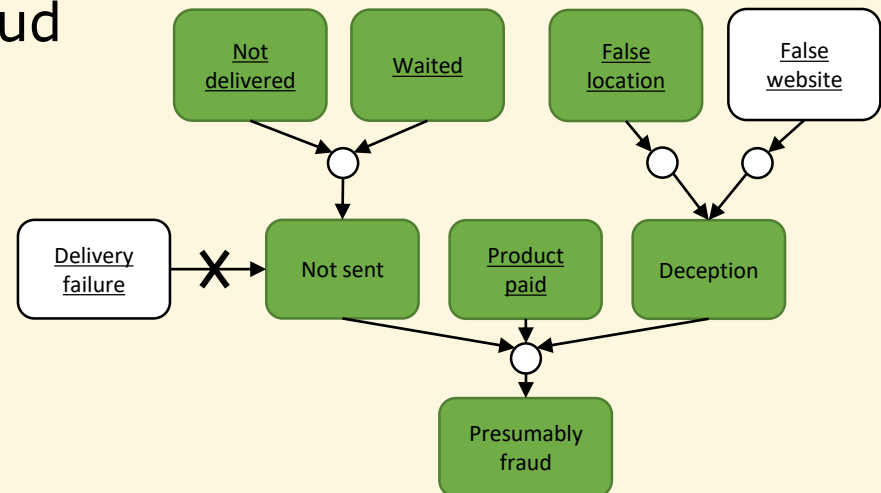 ud
Not
delivered
Waited
False
location
False
website
Delivery
failure
Not sent
Product
paid
Deception
Presumably
fraud